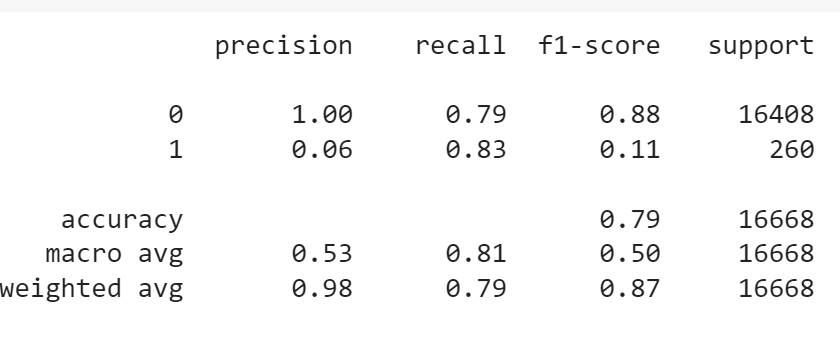 precision recall f1-score support
0 1.00 0.79 0.88 16408
1 0.06 0.83 0.11 260
accuracy 0.79 16668
macro avg 0.53 0.81 0.50 16668
weighted avg 0.98 0.79 0.87 16668